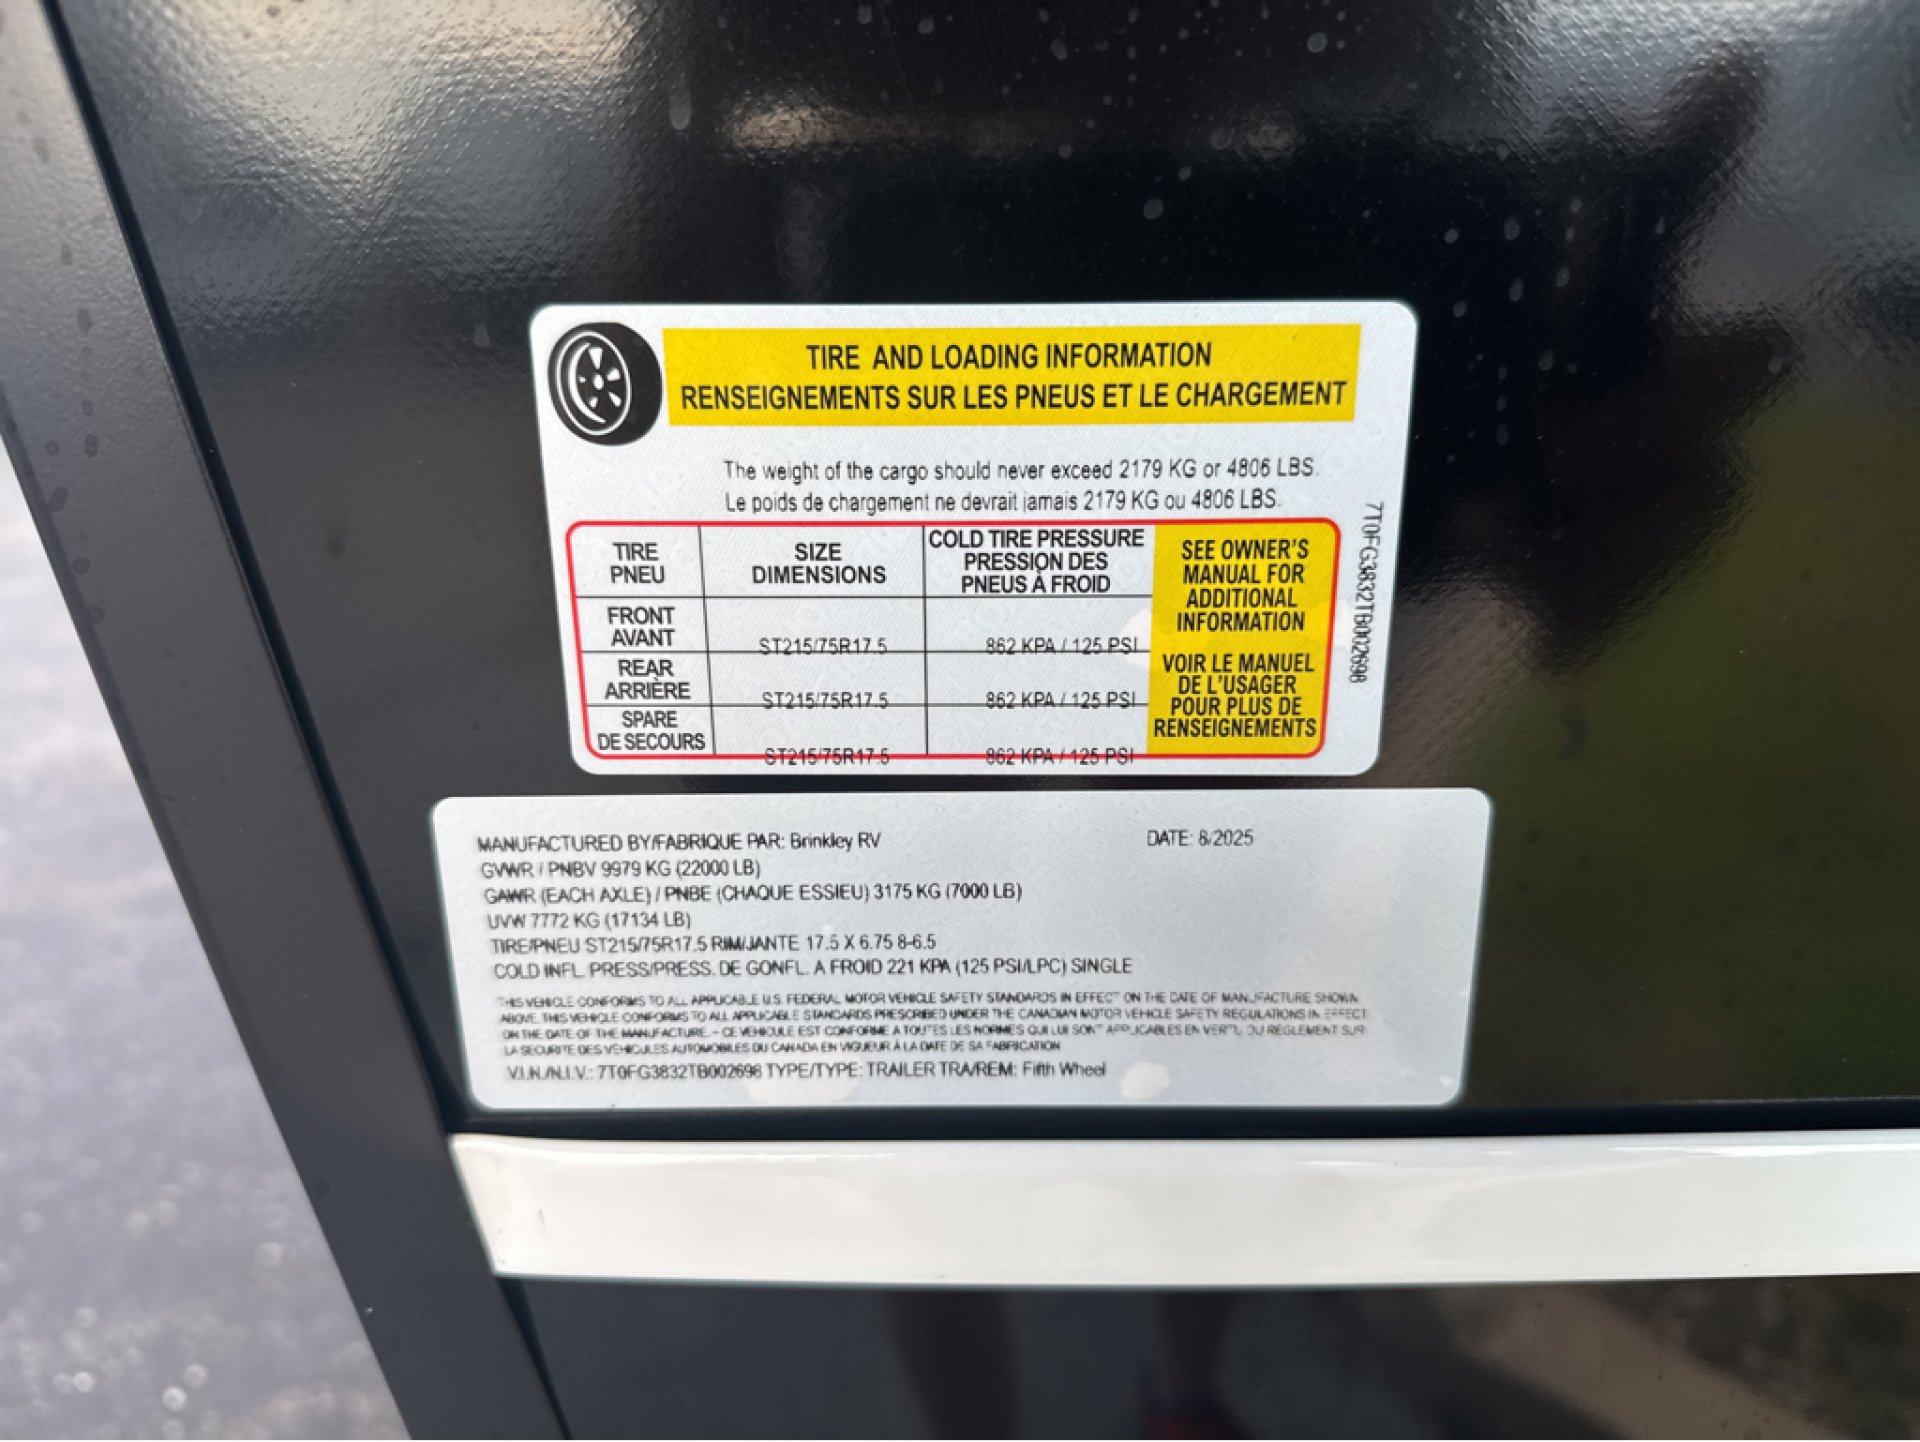 TIRE AND LOADING INFORMATION
RENSEIGNEMENTS SUR LES PNEUS ET LE CHARGEMENT
The weight of the cargo should never exceed 2179 KG or 4806 LBS.
Le poids de chargement ne devrait jamais 2179 KG ou 4806 LBS.
TIRE
PNEU
SIZE
DIMENSIONS
COLD TIRE PRESSURE
PRESSION DES
PNEUS À FROID
FRONT
AVANT
ST215/75R17.5
862 KPA / 125 PSI
REAR
ARRIÈRE
ST215/75R17.5
862 KPA / 125 PSI
SPARE
DE SECOURS
ST215/75R17.5
862 KPA / 125 PSI
SEE OWNER'S
MANUAL FOR
ADDITIONAL
INFORMATION
VOIR LE MANUEL
DE L'USAGER
POUR PLUS DE
RENSEIGNEMENTS
7T0FG3832TB002698
MANUFACTURED BY/FABRIQUE PAR: Brinkley RV DATE: 8/2025
GVWR / PNBV 9979 KG (22000 LB)
GAWR (EACH AXLE) / PNBE (CHAQUE ESSIEU) 3175 KG (7000 LB)
UVW 7772 KG (17134 LB)
TIRE/PNEU ST215/75R17.5 RIM/JANTE 17.5 X 6.75 8-6.5
COLD INFL. PRESS/PRESS. DE GONFL. A FROID 221 KPA (125 PSI/LPC) SINGLE
THIS VEHICLE CONFORMS TO ALL APPLICABLE U.S. FEDERAL MOTOR VEHICLE SAFETY STANDARDS IN EFFECT ON THE DATE OF MANUFACTURE SHOWN
ABOVE. THIS VEHICLE CONFORMS TO ALL APPLICABLE STANDARDS PRESCRIBED UNDER THE CANADIAN MOTOR VEHICLE SAFETY REGULATIONS IN EFFECT
ON THE DATE OF THE MANUFACTURE. – CE VEHICULE EST CONFORME A TOUTES LES NORMES QUI LUI SONT APPLICABLES EN VERTU DU REGLEMENT SUR
LA SECURITE DES VEHICULES AUTOMOBILES DU CANADA EN VIGUEUR À LA DATE DE SA FABRICATION
V.I.N./N.I.V.: 7T0FG3832TB002698 TYPE/TYPE: TRAILER TRA/REM: Fifth Wheel